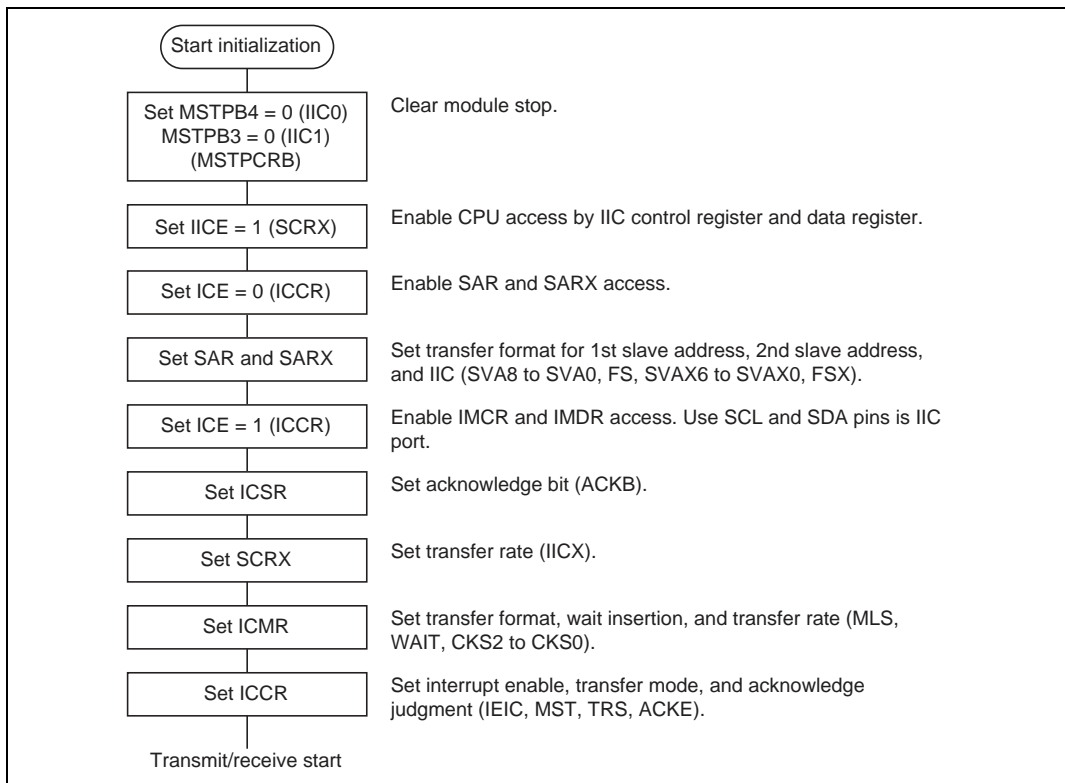 Start initialization
Set MSTPB4 = 0 (IIC0)
MSTPB3 = 0 (IIC1)
(MSTPCRB)
Clear module stop.
Set IICE = 1 (SCRX)
Enable CPU access by IIC control register and data register.
Set ICE = 0 (ICCR)
Enable SAR and SARX access.
Set SAR and SARX
Set transfer format for 1st slave address, 2nd slave address,
and IIC (SVA8 to SVA0, FS, SVAX6 to SVAX0, FSX).
Set ICE = 1 (ICCR)
Enable IMCR and IMDR access. Use SCL and SDA pins is IIC
port.
Set ICSR
Set acknowledge bit (ACKB).
Set SCRX
Set transfer rate (IICX).
Set ICMR
Set transfer format, wait insertion, and transfer rate (MLS,
WAIT, CKS2 to CKS0).
Set ICCR
Set interrupt enable, transfer mode, and acknowledge
judgment (IEIC, MST, TRS, ACKE).
Transmit/receive start